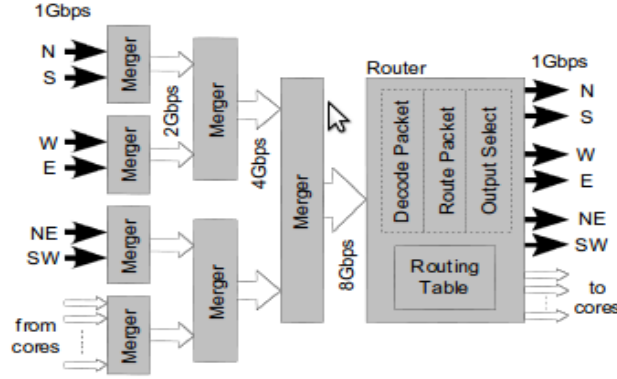 1Gbps
N
S
Merger
W
E
Merger
NE
SW
Merger
from
cores
Merger
2Gbps
Merger
Merger
4Gbps
Merger
8Gbps
Router
Decode Packet
Route Packet
Output Select
Routing
Table
1Gbps
N
S
W
E
NE
SW
to
cores